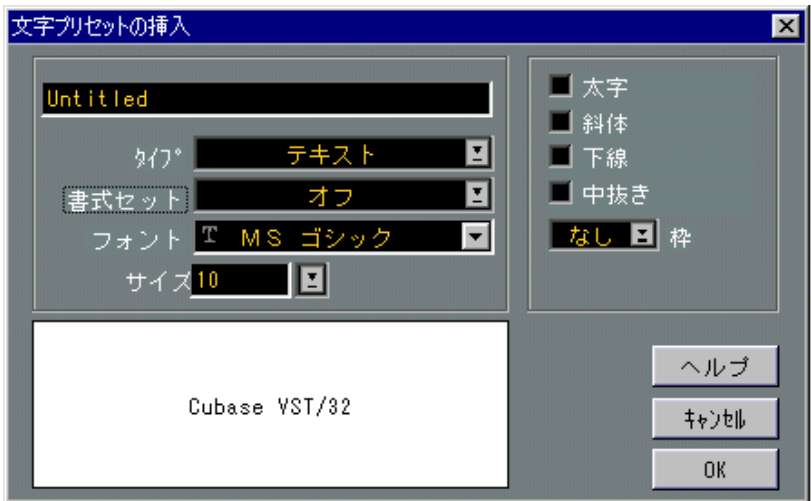 文字プリセットの挿入
Untitled
ﾀｲﾌﾟ テキスト
書式セット オフ
フォント T ＭＳ ゴシック
サイズ 10
太字
斜体
下線
中抜き
なし 枠
Cubase VST/32
ヘルプ
ｷｬﾝｾﾙ
OK